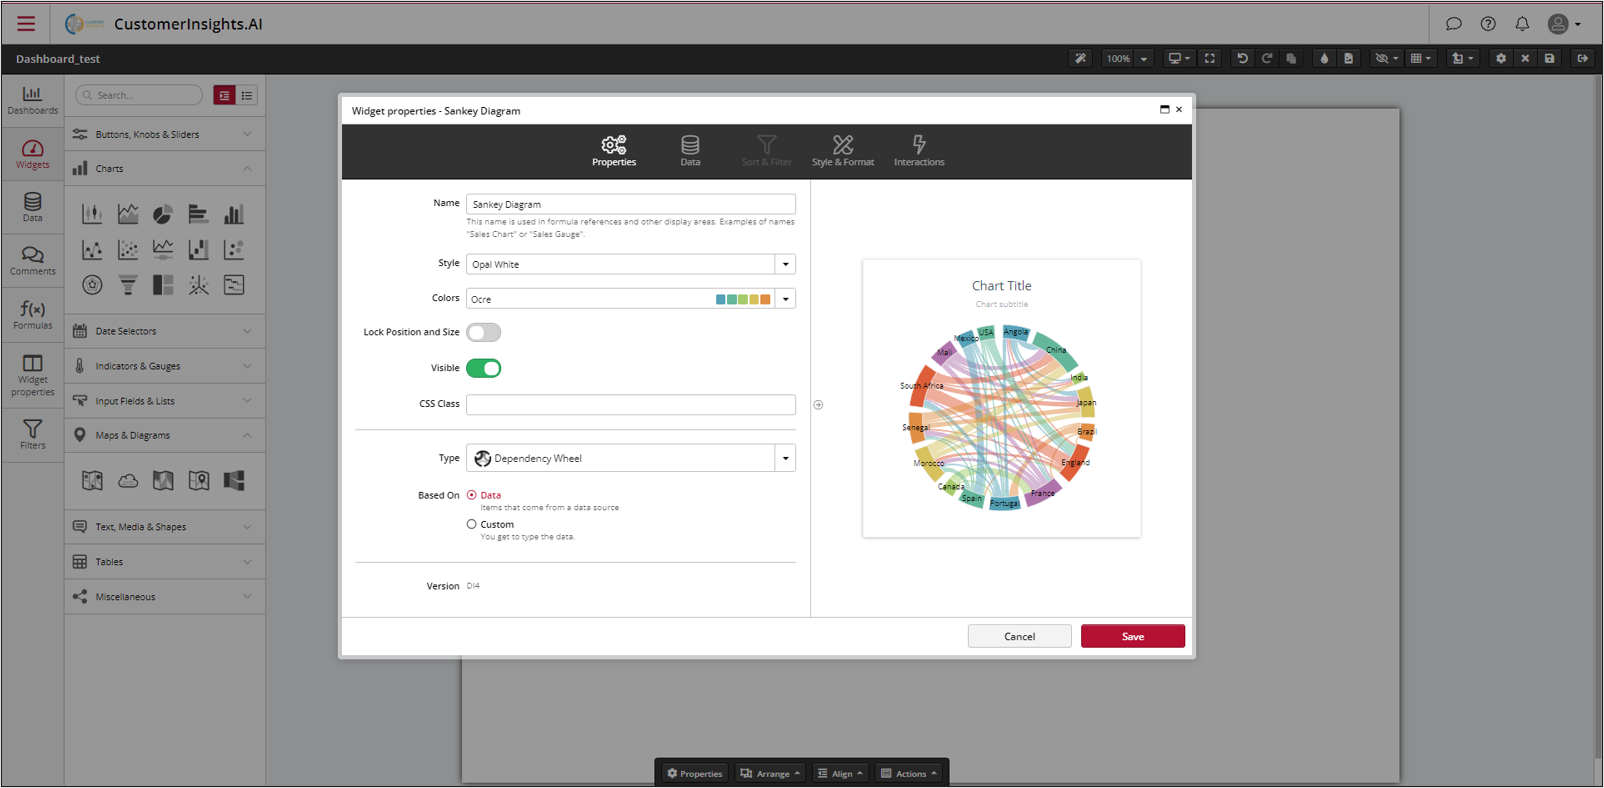 CustomerInsights.AI
Dashboard_test
100%
Dashboards
Widgets
Data
Comments
Formulas
Widget
properties
Filters
Search...
Buttons, Knobs & Sliders
Charts
Date Selectors
Indicators & Gauges
Input Fields & Lists
Maps & Diagrams
Text, Media & Shapes
Tables
Miscellaneous
Widget properties - Sankey Diagram
Properties
Data
Sort & Filter
Style & Format
Interactions
Name
Sankey Diagram
This name is used in formula references and other display areas. Examples of names
"Sales Chart" or "Sales Gauge".
Style
Opal White
Colors
Ocre
Lock Position and Size
Visible
CSS Class
Type
Dependency Wheel
Based On
Data
Items that come from a data source
Custom
You get to type the data.
Version
DI4
Chart Title
Chart subtitle
USA
Angola
Mexico
China
Mali
India
South Africa
Japan
Senegal
Brazil
Morocco
England
Canada
France
Spain
Portugal
Cancel
Save
Properties
Arrange
Align
Actions